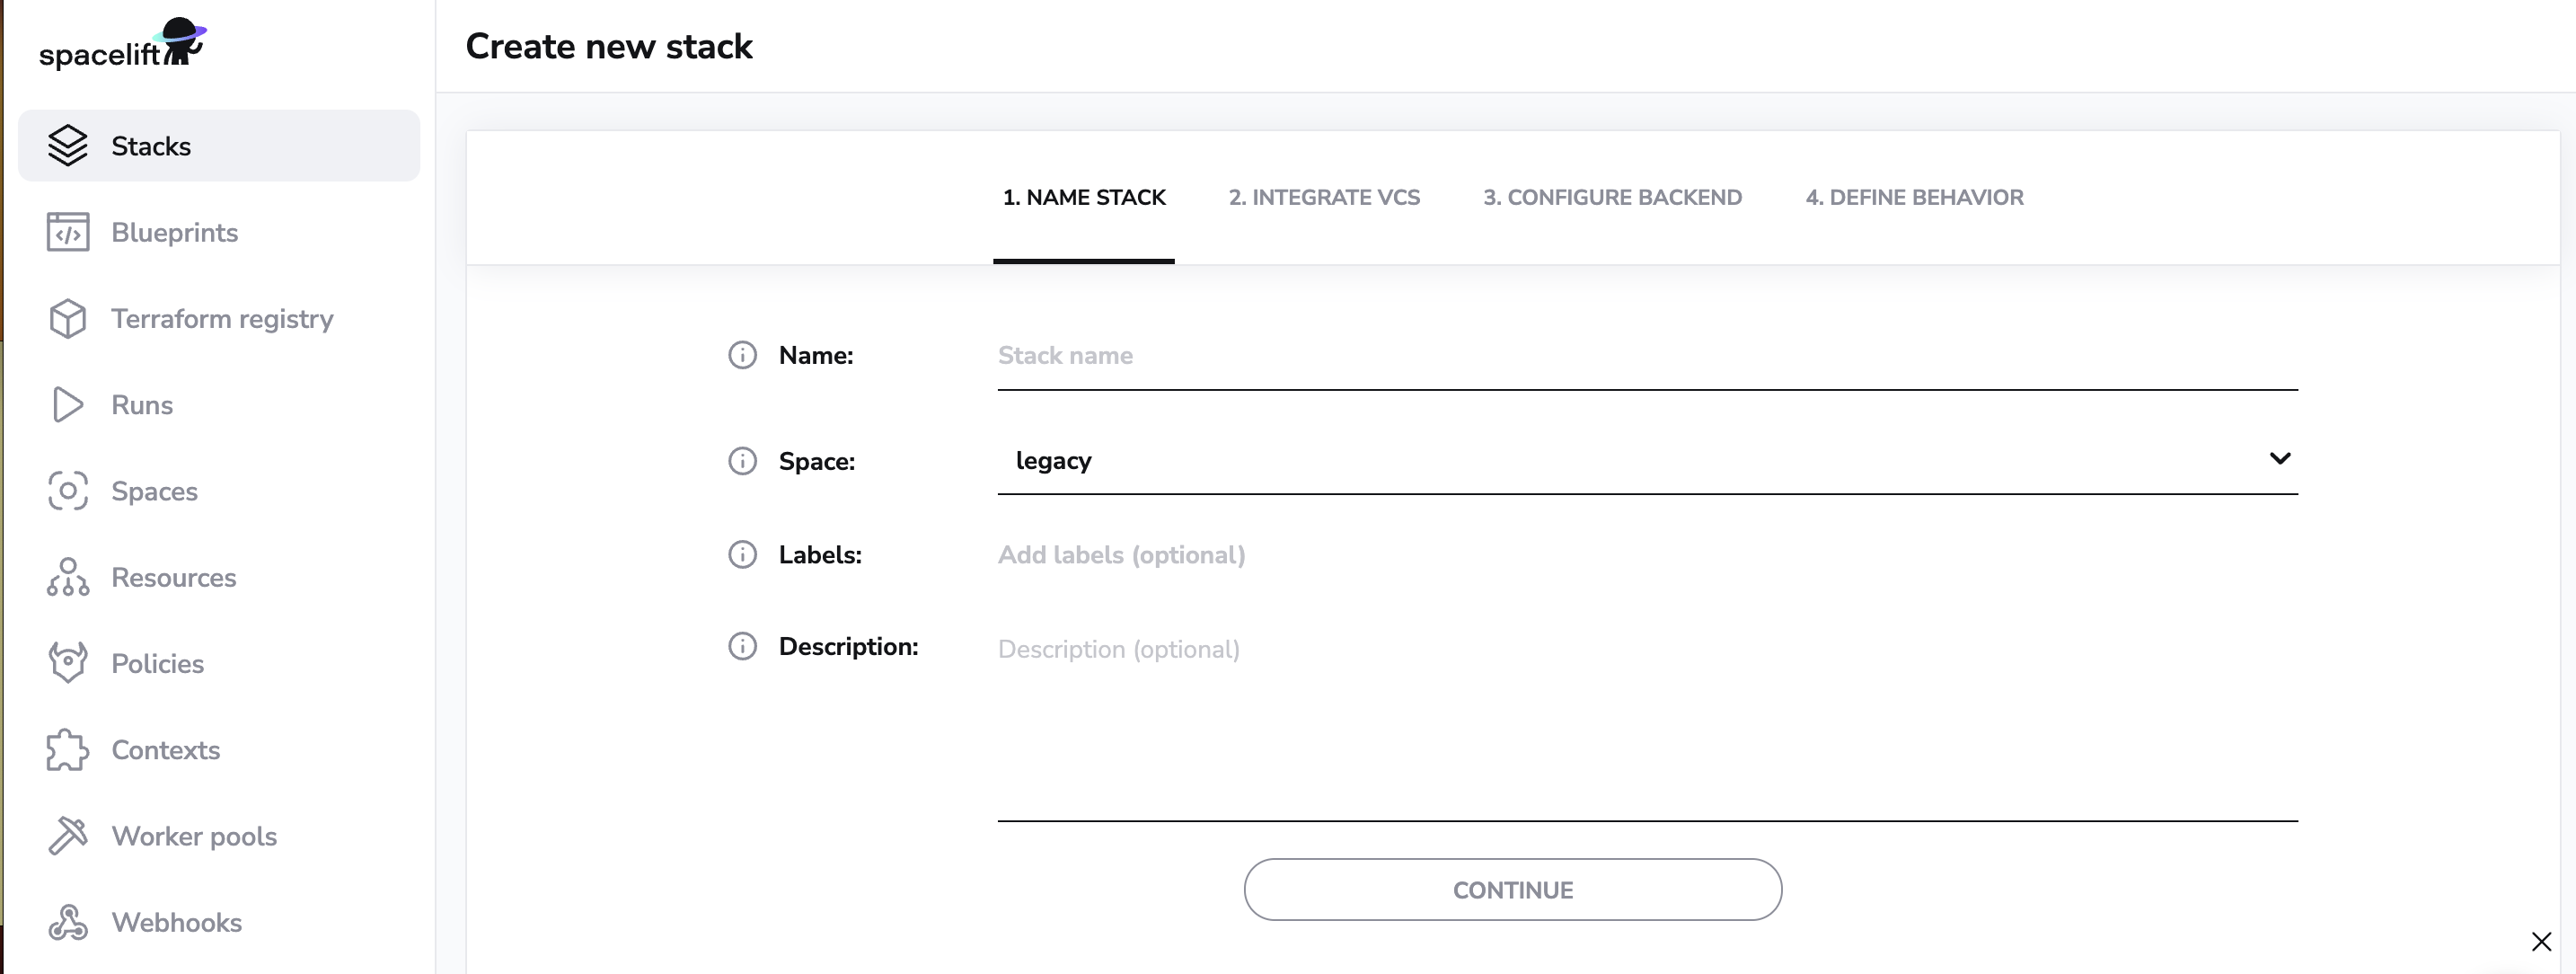 spacelift
Create new stack
Stacks
Blueprints
Terraform registry
Runs
Spaces
Resources
Policies
Contexts
Worker pools
Webhooks
1. NAME STACK
2. INTEGRATE VCS
3. CONFIGURE BACKEND
4. DEFINE BEHAVIOR
Name: Stack name
Space: legacy
Labels: Add labels (optional)
Description: Description (optional)
CONTINUE